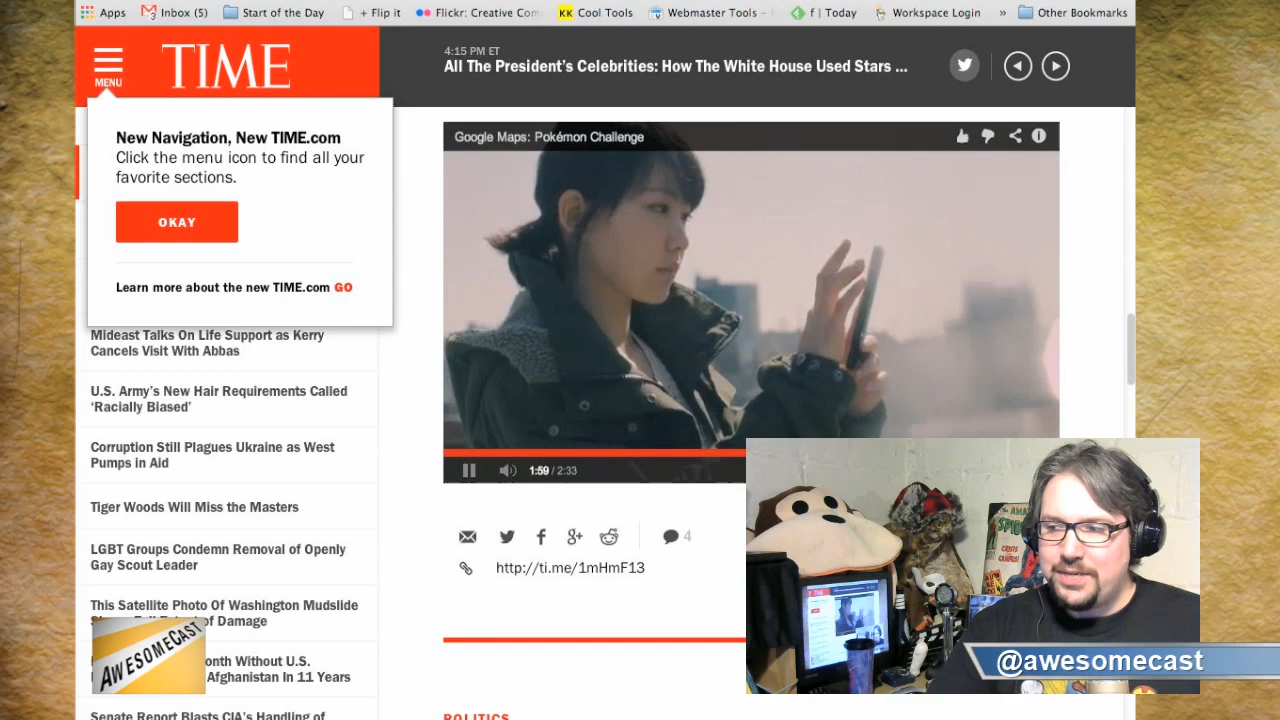 Apps
Inbox (5)
Start of the Day
+ Flip it
Flickr: Creative Com
KK Cool Tools
Webmaster Tools –
f | Today
Workspace Login
»
Other Bookmarks
MENU
TIME
4:15 PM ET
All The President's Celebrities: How The White House Used Stars ...
New Navigation, New TIME.com
Click the menu icon to find all your
favorite sections.
OKAY
Learn more about the new TIME.com GO
Mideast Talks On Life Support as Kerry
Cancels Visit With Abbas
U.S. Army's New Hair Requirements Called
'Racially Biased'
Corruption Still Plagues Ukraine as West
Pumps in Aid
Tiger Woods Will Miss the Masters
LGBT Groups Condemn Removal of Openly
Gay Scout Leader
This Satellite Photo Of Washington Mudslide
of Damage
onth Without U.S.
Afghanistan In 11 Years
Senate Report Blasts CIA's Handling of
AWESOMECAST
Google Maps: Pokémon Challenge
1:59 / 2:33
4
http://ti.me/1mHmF13
POLITICS
TIME
@awesomecast